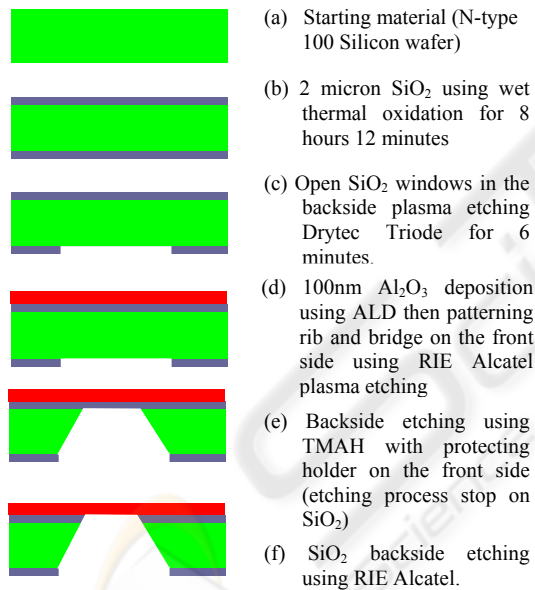 (a) Starting material (N-type
100 Silicon wafer)
(b) 2 micron SiO₂ using wet
thermal oxidation for 8
hours 12 minutes
(c) Open SiO₂ windows in the
backside plasma etching
Drytec Triode for 6
minutes.
(d) 100nm Al₂O₃ deposition
using ALD then patterning
rib and bridge on the front
side using RIE Alcatel
plasma etching
(e) Backside etching using
TMAH with protecting
holder on the front side
(etching process stop on
SiO₂)
(f) SiO₂ backside etching
using RIE Alcatel.